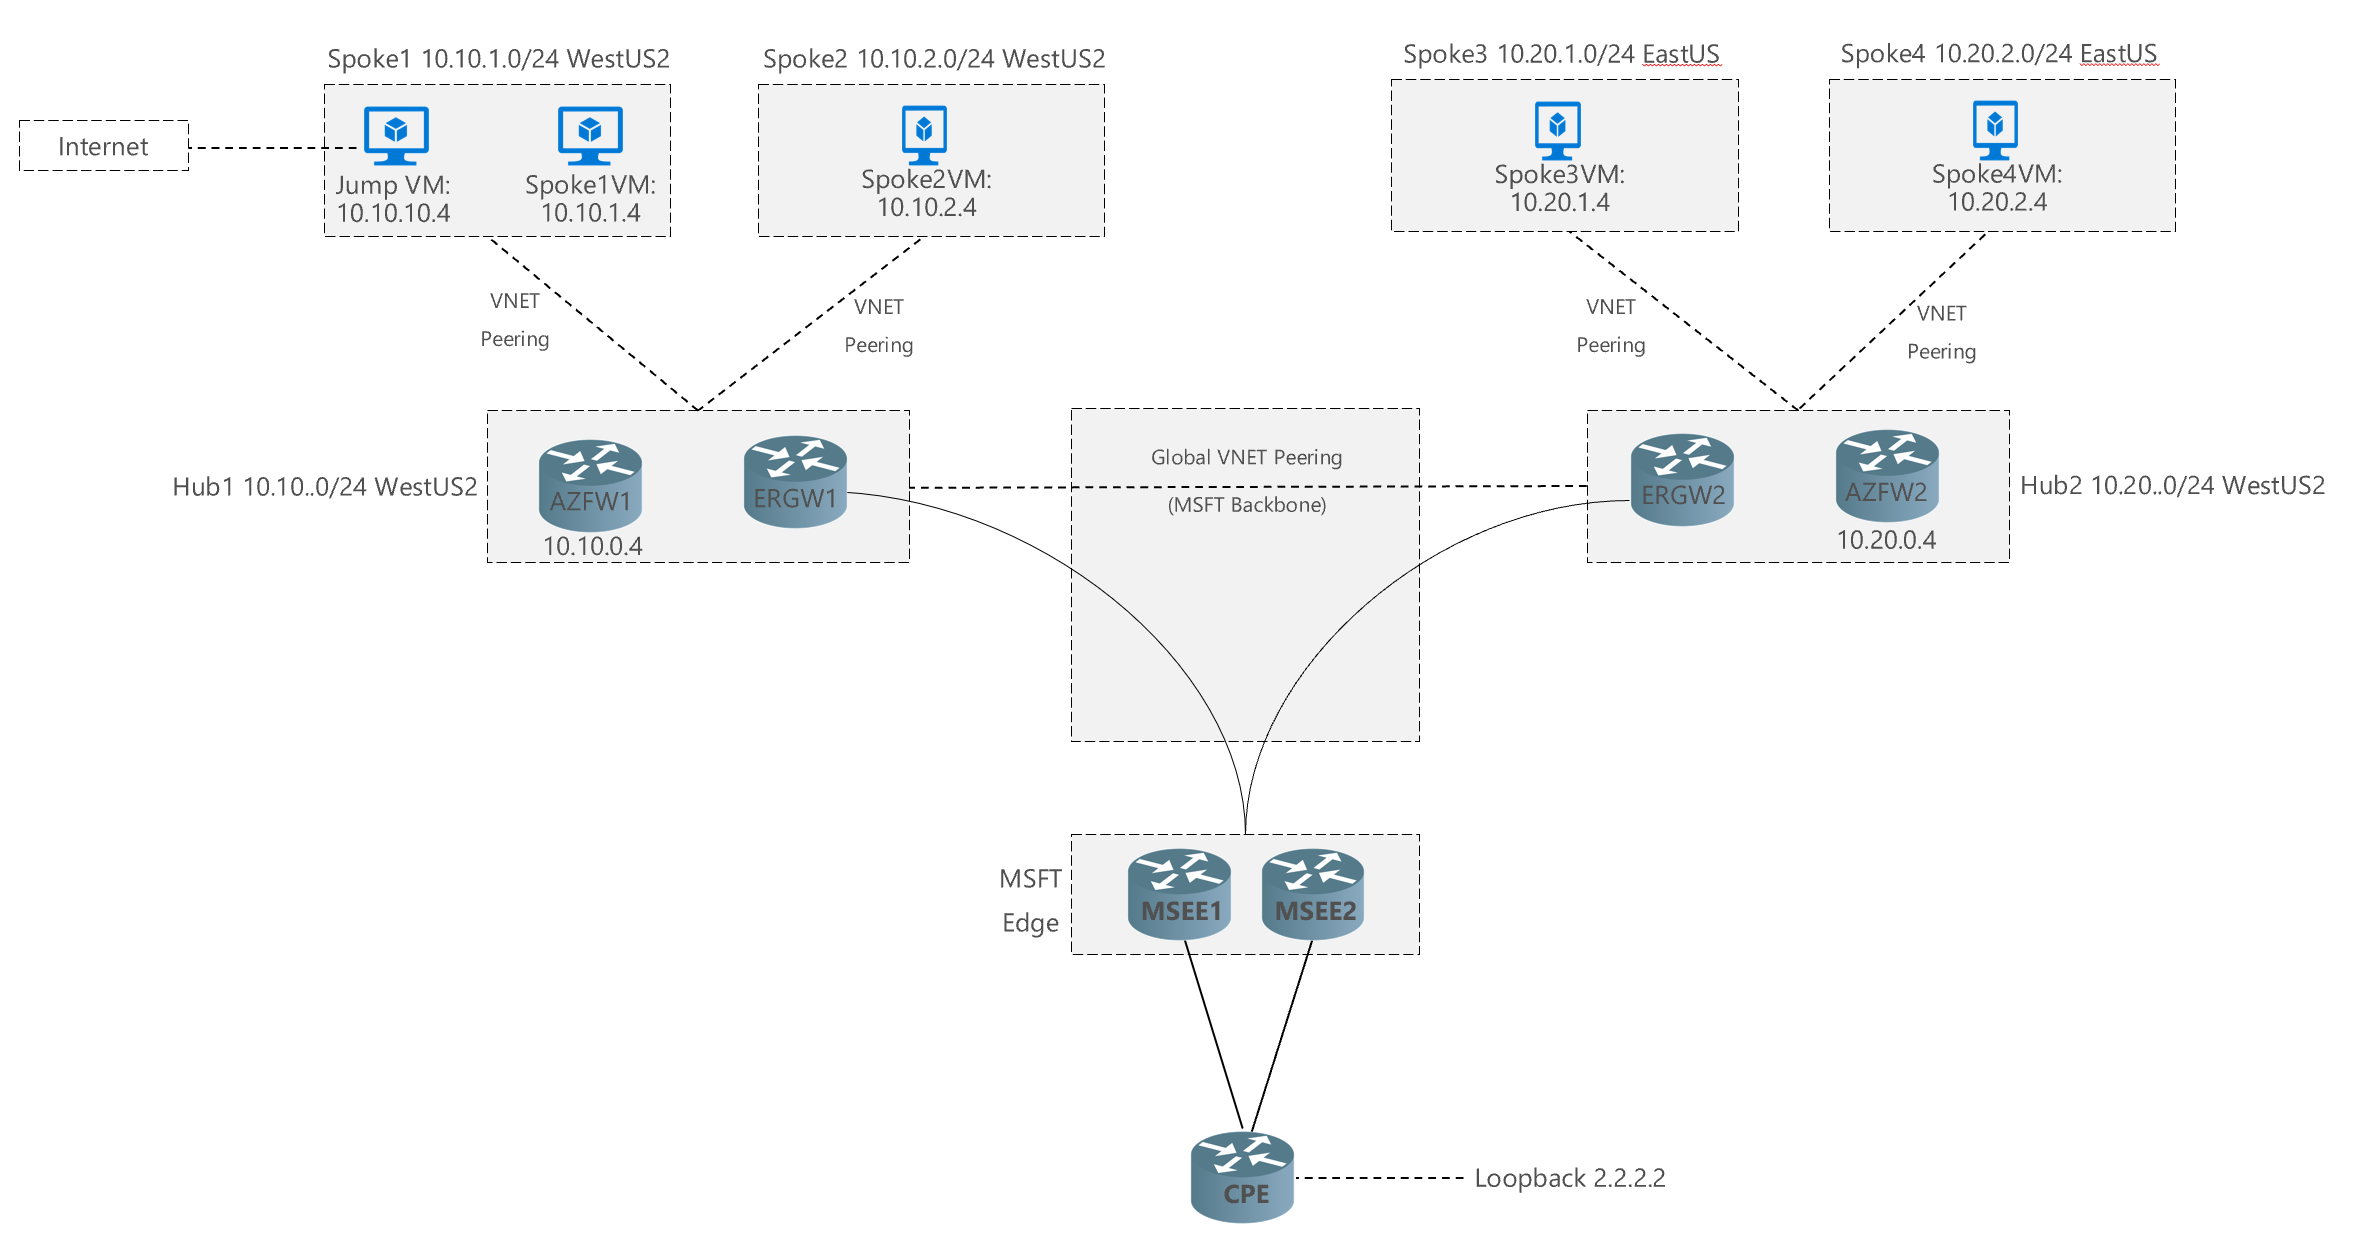 Spoke1 10.10.1.0/24 WestUS2
Spoke2 10.10.2.0/24 WestUS2
Spoke3 10.20.1.0/24 EastUS
Spoke4 10.20.2.0/24 EastUS
Internet
Jump VM:
10.10.10.4
Spoke1VM:
10.10.1.4
Spoke2VM:
10.10.2.4
Spoke3VM:
10.20.1.4
Spoke4VM:
10.20.2.4
VNET
Peering
VNET
Peering
VNET
Peering
VNET
Peering
Hub1 10.10..0/24 WestUS2
AZFW1
10.10.0.4
ERGW1
Global VNET Peering
(MSFT Backbone)
ERGW2
AZFW2
10.20.0.4
Hub2 10.20..0/24 WestUS2
MSFT
Edge
MSEE1
MSEE2
CPE
Loopback 2.2.2.2